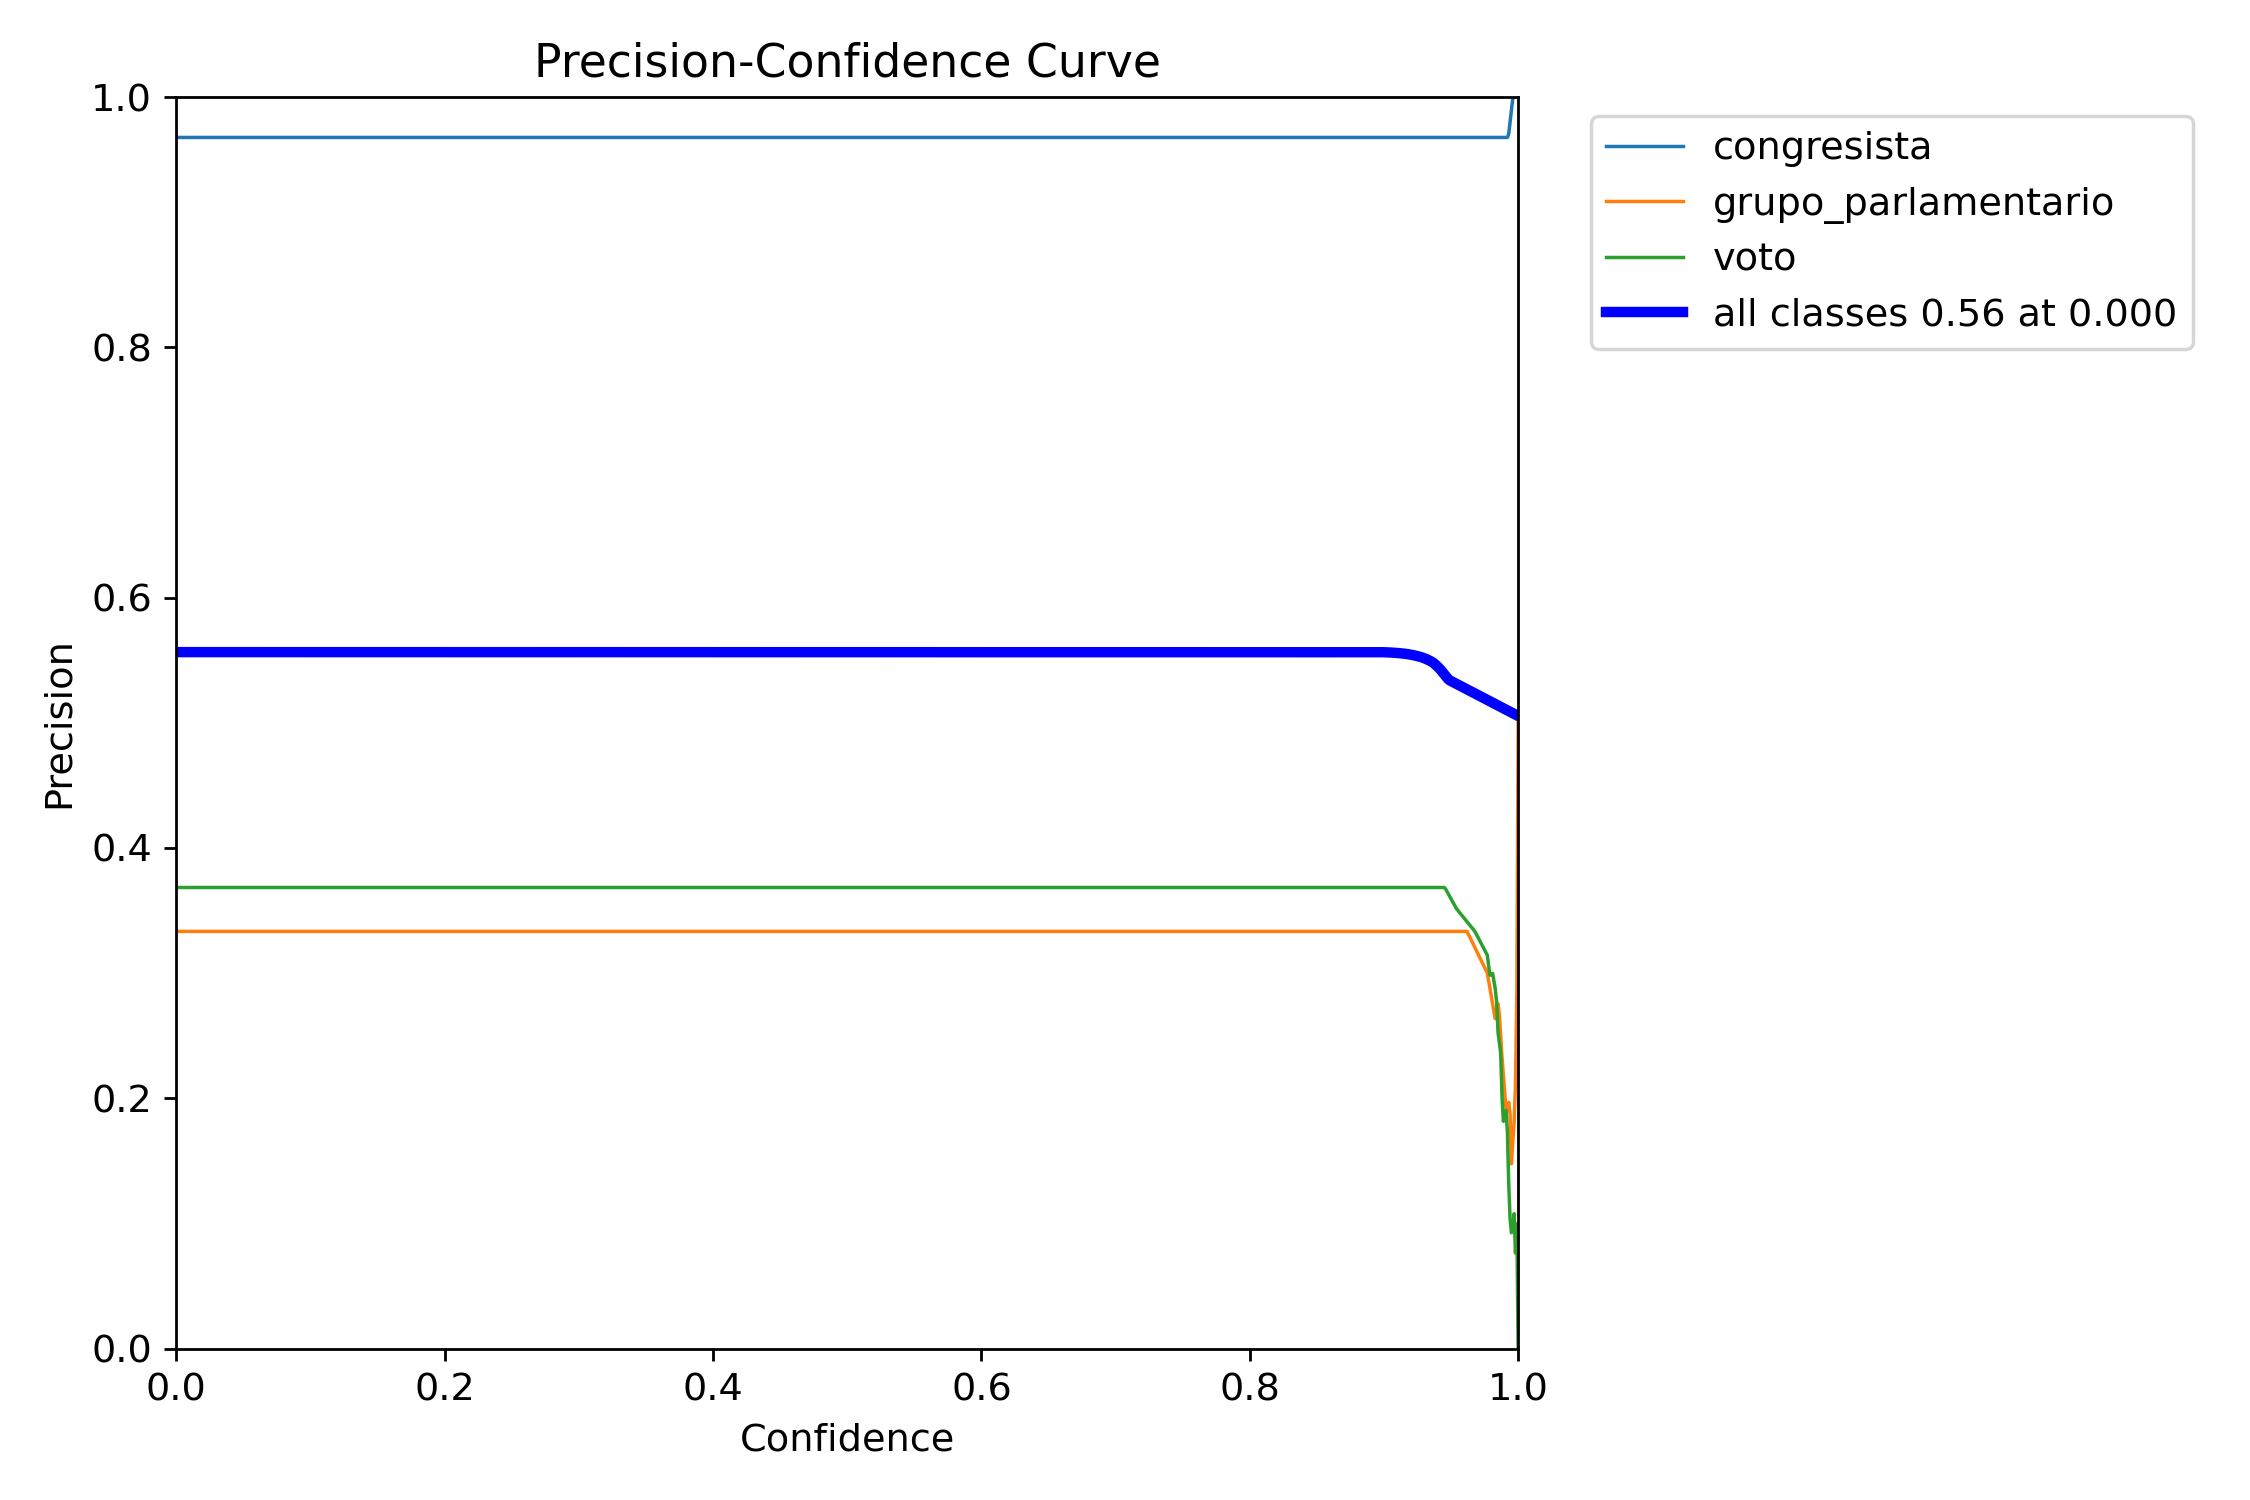 Precision-Confidence Curve
1.0
0.8
0.6
0.4
0.2
0.0
Precision
0.0 0.2 0.4 0.6 0.8 1.0
Confidence
congresista
grupo_parlamentario
voto
all classes 0.56 at 0.000